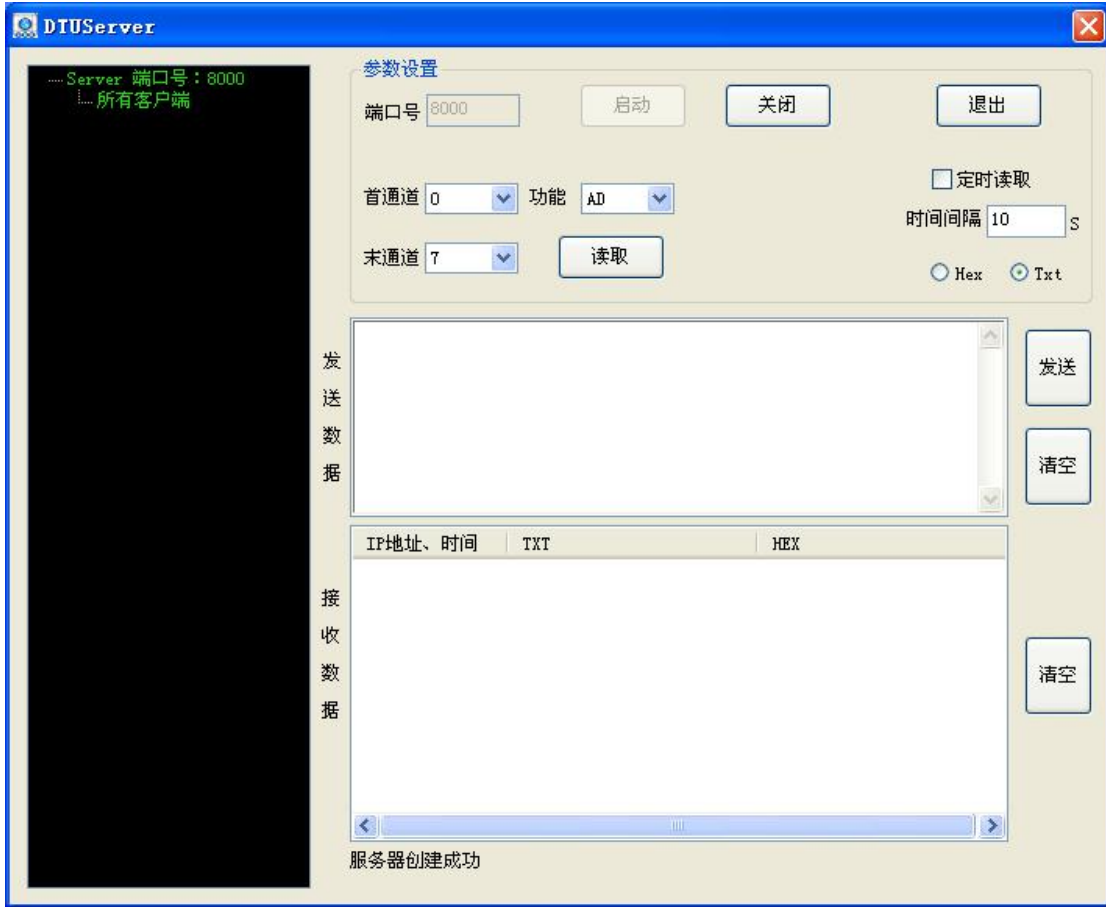 DTUServer
Server 端口号：8000
所有客户端
参数设置
端口号 8000 启动 关闭 退出
定时读取
首通道 0 功能 AD
时间间隔 10 S
末通道 7 读取
Hex Txt
发送数据
发送
清空
IP地址、时间 TXT HEX
接收数据
清空
服务器创建成功